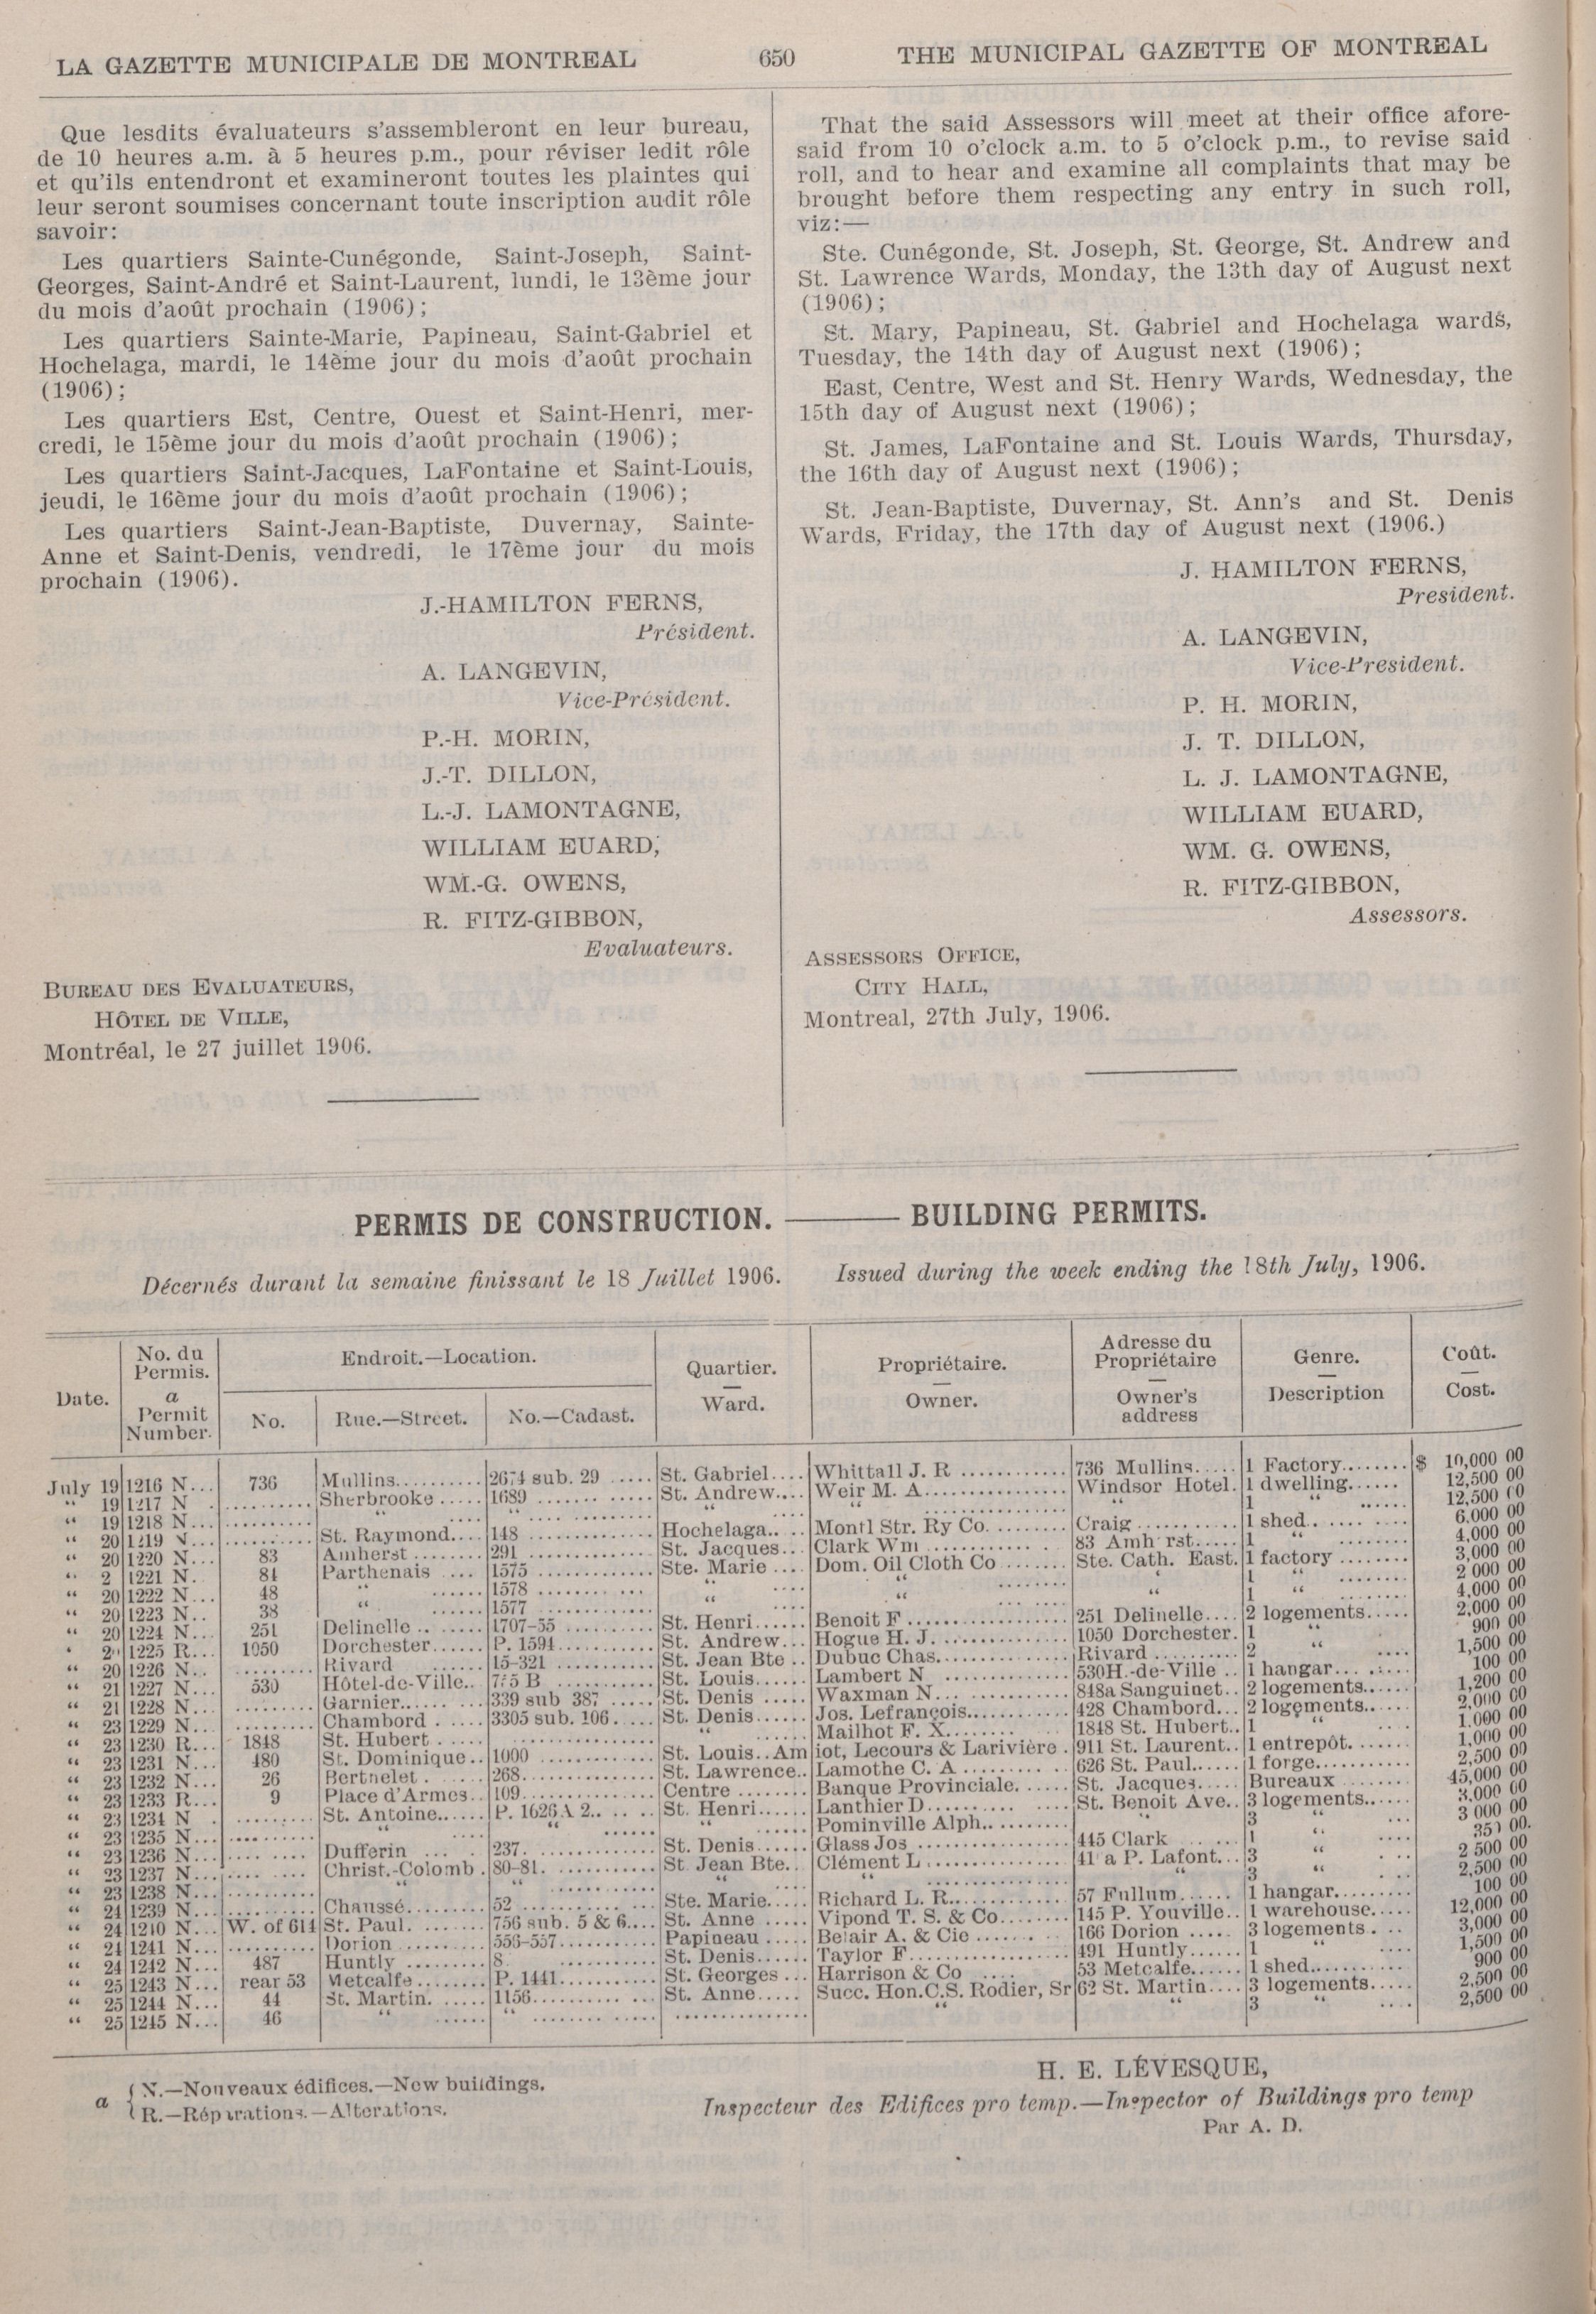 LA GAZETTE MUNICIPALE DE MONTREAL 650 THE MUNICIPAL GAZETTE OF MONTREAL
Que lesdits évaluateurs s'assembleront en leur bureau,
de 10 heures a.m. à 5 heures p.m., pour réviser ledit rôle
et qu'ils entendront et examineront toutes les plaintes qui
leur seront soumises concernant toute inscription audit rôle
savoir:
Les quartiers Sainte-Cunégonde, Saint-Joseph, Saint-
Georges, Saint-André et Saint-Laurent, lundi, le 13ème jour
du mois d'août prochain (1906);
Les quartiers Sainte-Marie, Papineau, Saint-Gabriel et
Hochelaga, mardi, le 14ème jour du mois d'août prochain
(1906);
Les quartiers Est, Centre, Ouest et Saint-Henri, mer-
credi, le 15ème jour du mois d'août prochain (1906);
Les quartiers Saint-Jacques, LaFontaine et Saint-Louis,
jeudi, le 16ème jour du mois d'août prochain (1906);
Les quartiers Saint-Jean-Baptiste, Duvernay, Sainte-
Anne et Saint-Denis, vendredi, le 17ème jour du mois
prochain (1906).
J.-HAMILTON FERNS,
Président.
A. LANGEVIN,
Vice-Président.
P.-H. MORIN,
J.-T. DILLON,
L.-J. LAMONTAGNE,
WILLIAM EUARD,
WM.-G. OWENS,
R. FITZ-GIBBON,
Evaluateurs.
BUREAU DES EVALUATEURS,
HÔTEL DE VILLE,
Montréal, le 27 juillet 1906.
That the said Assessors will meet at their office afore-
said from 10 o'clock a.m. to 5 o'clock p.m., to revise said
roll, and to hear and examine all complaints that may be
brought before them respecting any entry in such roll,
viz:—
Ste. Cunégonde, St. Joseph, St. George, St. Andrew and
St. Lawrence Wards, Monday, the 13th day of August next
(1906);
St. Mary, Papineau, St. Gabriel and Hochelaga wards,
Tuesday, the 14th day of August next (1906);
East, Centre, West and St. Henry Wards, Wednesday, the
15th day of August next (1906);
St. James, LaFontaine and St. Louis Wards, Thursday,
the 16th day of August next (1906);
St. Jean-Baptiste, Duvernay, St. Ann's and St. Denis
Wards, Friday, the 17th day of August next (1906.)
J. HAMILTON FERNS,
President.
A. LANGEVIN,
Vice-President.
P. H. MORIN,
J. T. DILLON,
L. J. LAMONTAGNE,
WILLIAM EUARD,
WM. G. OWENS,
R. FITZ-GIBBON,
Assessors.
ASSESSORS OFFICE,
CITY HALL,
Montreal, 27th July, 1906.
PERMIS DE CONSTRUCTION. —— BUILDING PERMITS.
Décernés durant la semaine finissant le 18 Juillet 1906. Issued during the week ending the 18th July, 1906.
Date. No. du Permis. a Permit Number. Endroit.—Location. No. Rue.—Street. No.—Cadast. Quartier. — Ward. Propriétaire. — Owner. Adresse du Propriétaire — Owner's address Genre. — Description Coût. — Cost.
July 19 1216 N... 736 Mullins 2674 sub. 29 St. Gabriel Whittall J. R 736 Mullins 1 Factory $ 10,000 00
" 19 1217 N Sherbrooke 1689 St. Andrew Weir M. A. Windsor Hotel. 1 dwelling 12,500 00
" 19 1218 N... " " " " " 1 " 12,500 00
" 20 1219 N... St. Raymond 148 Hochelaga Montl Str. Ry Co. Craig 1 shed 6,000 00
" 20 1220 N... 83 Amherst 291 St. Jacques Clark Wm 83 Amh rst 1 " 4,000 00
" 2 1221 N. 84 Parthenais 1575 Ste. Marie Dom. Oil Cloth Co Ste. Cath. East. 1 factory 3,000 00
" 20 1222 N... 48 " 1578 " " ‘ 1 " 2 000 00
" 20 1223 N.. 38 " 1577 " " " 1 " 4,000 00
" 20 1224 N... 251 Delinelle 1707-55 St. Henri Benoit F 251 Delinelle 2 logements 2,000 00
" 2 1225 R... 1050 Dorchester P. 1594 St. Andrew Hogue H. J. 1050 Dorchester. 1 " 900 00
" 20 1226 N.. Rivard 15-321 St. Jean Bte Dubuc Chas. Rivard 2 " 1,500 00
" 21 1227 N... 530 Hôtel-de-Ville 7?5 B St. Louis Lambert N 530H.-de-Ville 1 hangar 100 00
" 21 1228 N... Garnier 339 sub 387 St. Denis Waxman N. 848a Sanguinet 2 logements 1,200 00
" 23 1229 N... Chambord 3305 sub. 106 St. Denis Jos. Lefrançois 428 Chambord 2 logements 2,000 00
" 23 1230 R... 1848 St. Hubert " Mailhot F. X. 1848 St. Hubert 1 " 1.000 00
" 23 1231 N... 480 St. Dominique 1000 St. Louis..Amiot, Lecours & Larivière 911 St. Laurent 1 entrepôt. 1,000 00
" 23 1232 N... 26 Berthelet 268 St. Lawrence Lamothe C. A 626 St. Paul 1 forge 2,500 00
" 23 1233 R... 9 Place d'Armes 109 Centre Banque Provinciale. St. Jacques Bureaux 45,000 00
" 23 1234 N St. Antoine P. 1626 A 2 St. Henri Lanthier D St. Benoit Ave 3 logements 3,000 00
" 23 1235 N... " " " Pominville Alph. " 3 " 3 000 00
" 23 1236 N... Dufferin 237. St. Denis Glass Jos 445 Clark 1 " 350 00.
" 23 1237 N... Christ.-Colomb 80-81. St. Jean Bte Clément L 41 a P. Lafont 3 " 2 500 00
" 23 1238 N... " " " " 3 " 2,500 00
" 24 1239 N... Chaussé 52 Ste. Marie Richard L. R. 57 Fullum 1 hangar 100 00
" 24 1240 N... W. of 614 St. Paul. 756 sub. 5 & 6 St. Anne Vipond T. S. & Co 145 P. Youville 1 warehouse 12,000 00
" 24 1241 N... Dorion 556-557 Papineau Belair A. & Cie 166 Dorion 3 logements 3,000 00
" 24 1242 N... 487 Huntly 8 St. Denis Taylor F. 491 Huntly 1 " 1,500 00
" 25 1243 N... rear 53 Metcalfe P. 1441 St. Georges Harrison & Co 53 Metcalfe 1 shed 900 00
" 25 1244 N... 44 St. Martin. 1156 St. Anne Succ. Hon.C.S. Rodier, Sr 62 St. Martin 3 logements 2,500 00
" 25 1245 N... 46 " " " " 3 " 2,500 00
a { N.—Nouveaux édifices.—New buildings.
R.—Réparations.—Alterations.
H. E. LÉVESQUE,
Inspecteur des Edifices pro temp.—Inspector of Buildings pro temp
Par A. D.